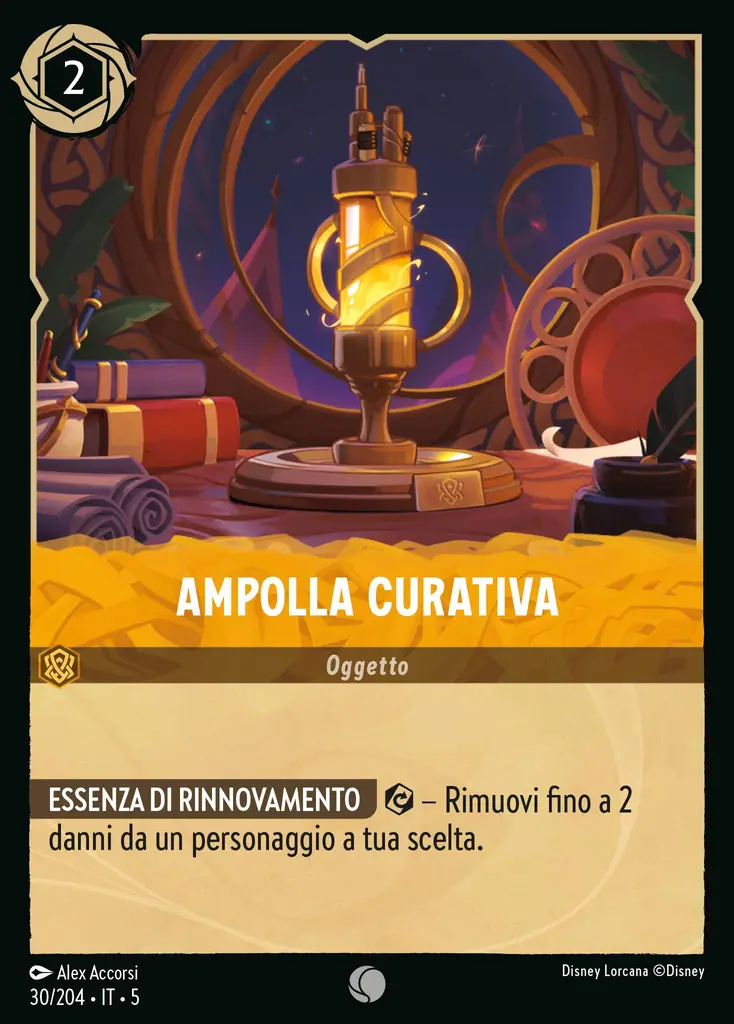 2
AMPOLLA CURATIVA
Oggetto
ESSENZA DI RINNOVAMENTO – Rimuovi fino a 2
danni da un personaggio a tua scelta.
Alex Accorsi
Disney Lorcana ©Disney
30/204 • IT • 5